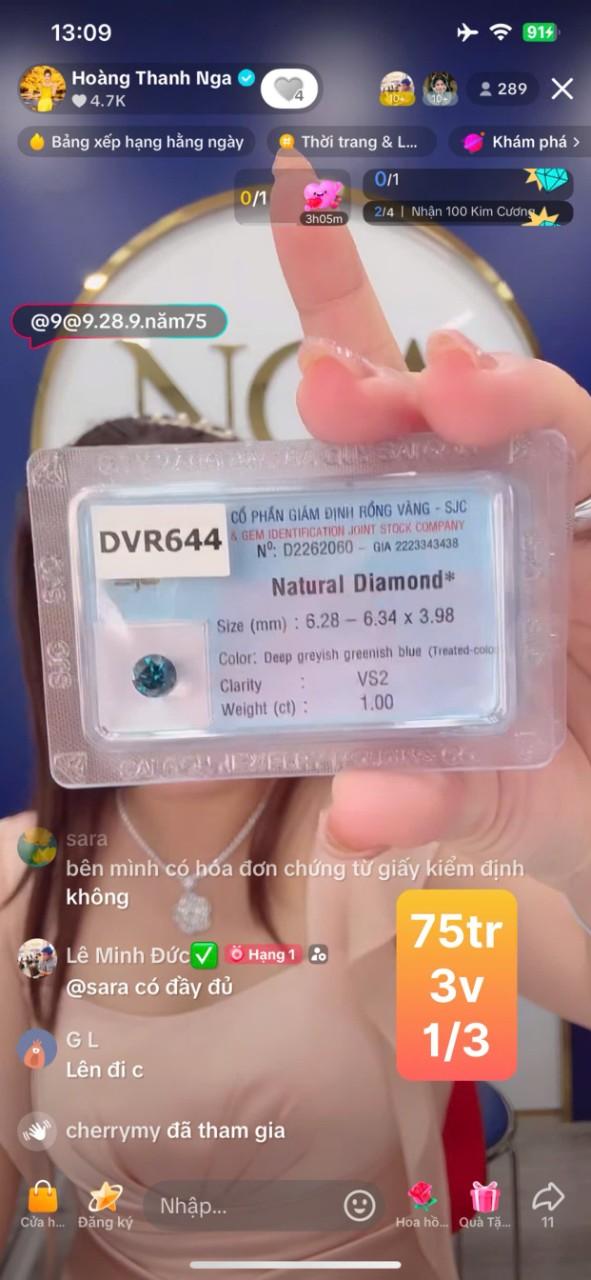 13:09
91
Hoàng Thanh Nga
4.7K
4
10+
10+
289
Bảng xếp hạng hằng ngày
Thời trang & L...
Khám phá >
0/1
3h05m
0/1
2/4 | Nhận 100 Kim Cương
@9@9.28.9.năm75
DVR644
CỔ PHẦN GIÁM ĐỊNH RỒNG VÀNG - SJC
& GEM IDENTIFICATION JOINT STOCK COMPANY
Nº: D2262060 - GIA 2223343438
Natural Diamond*
Size (mm) : 6.28 – 6.34 x 3.98
Color: Deep greyish greenish blue (Treated-colo
Clarity : VS2
Weight (ct) : 1.00
SJC
sara
bên mình có hóa đơn chứng từ giấy kiểm định
không
Lê Minh Đức Hạng 1
@sara có đầy đủ
75tr
3v
1/3
G L
Lên đi c
cherrymy đã tham gia
Nhập...
Cửa h...
Đăng ký
Hoa hồ...
Quà Tặ...
11